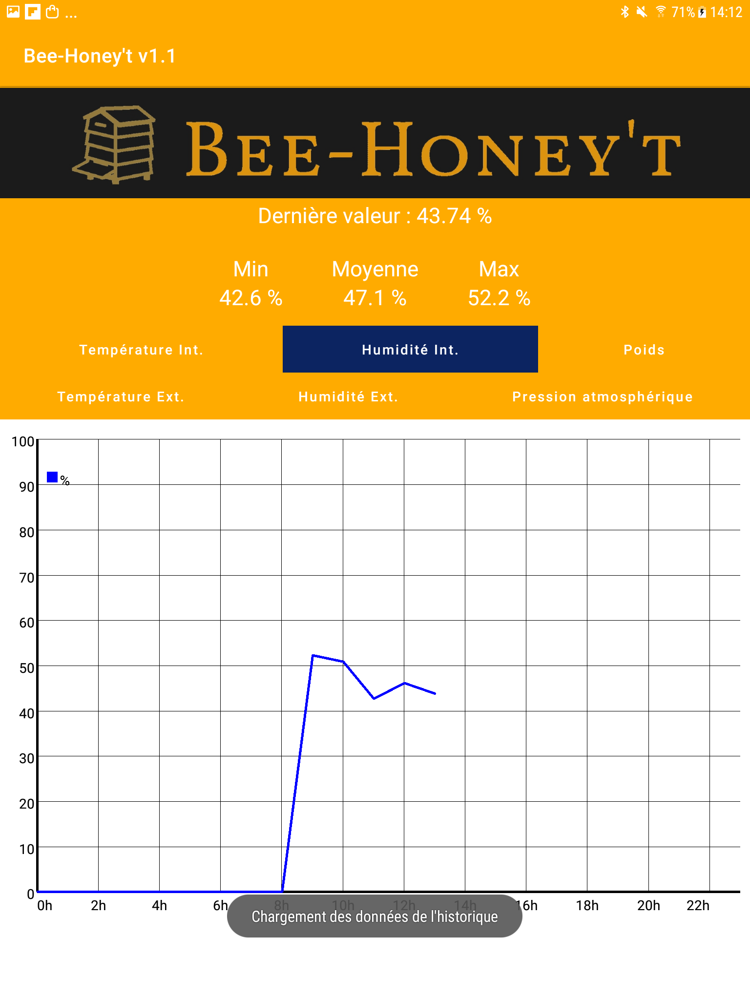 ... 71% 14:12
Bee-Honey't v1.1
BEE-HONEY'T
Dernière valeur : 43.74 %
Min Moyenne Max
42.6 % 47.1 % 52.2 %
Température Int. Humidité Int. Poids
Température Ext. Humidité Ext. Pression atmosphérique
100
%
90
80
70
60
50
40
30
20
10
0
0h 2h 4h 6h 8h 10h 12h 14h 16h 18h 20h 22h
Chargement des données de l'historique